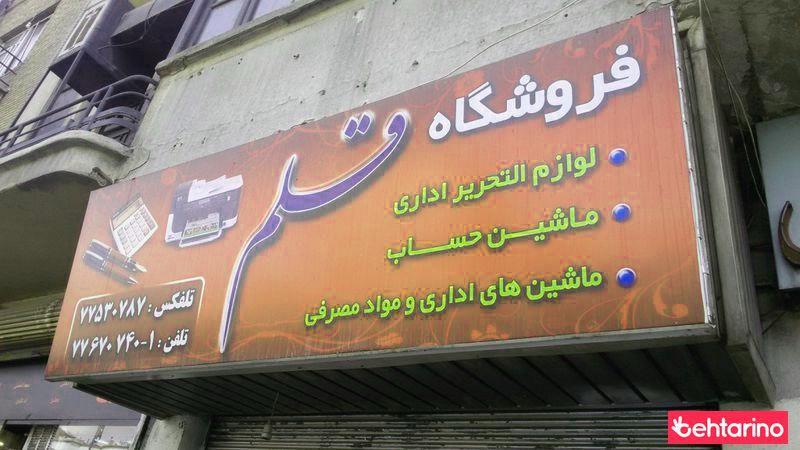 فروشگاه
قلم
لوازم التحریر اداری
ماشین حساب
ماشین های اداری و مواد مصرفی
تلفکس : ۷۷۵۳۰۷۸۷
تلفن : ۱-۷۷۶۷۰۷۴۰
behtarino